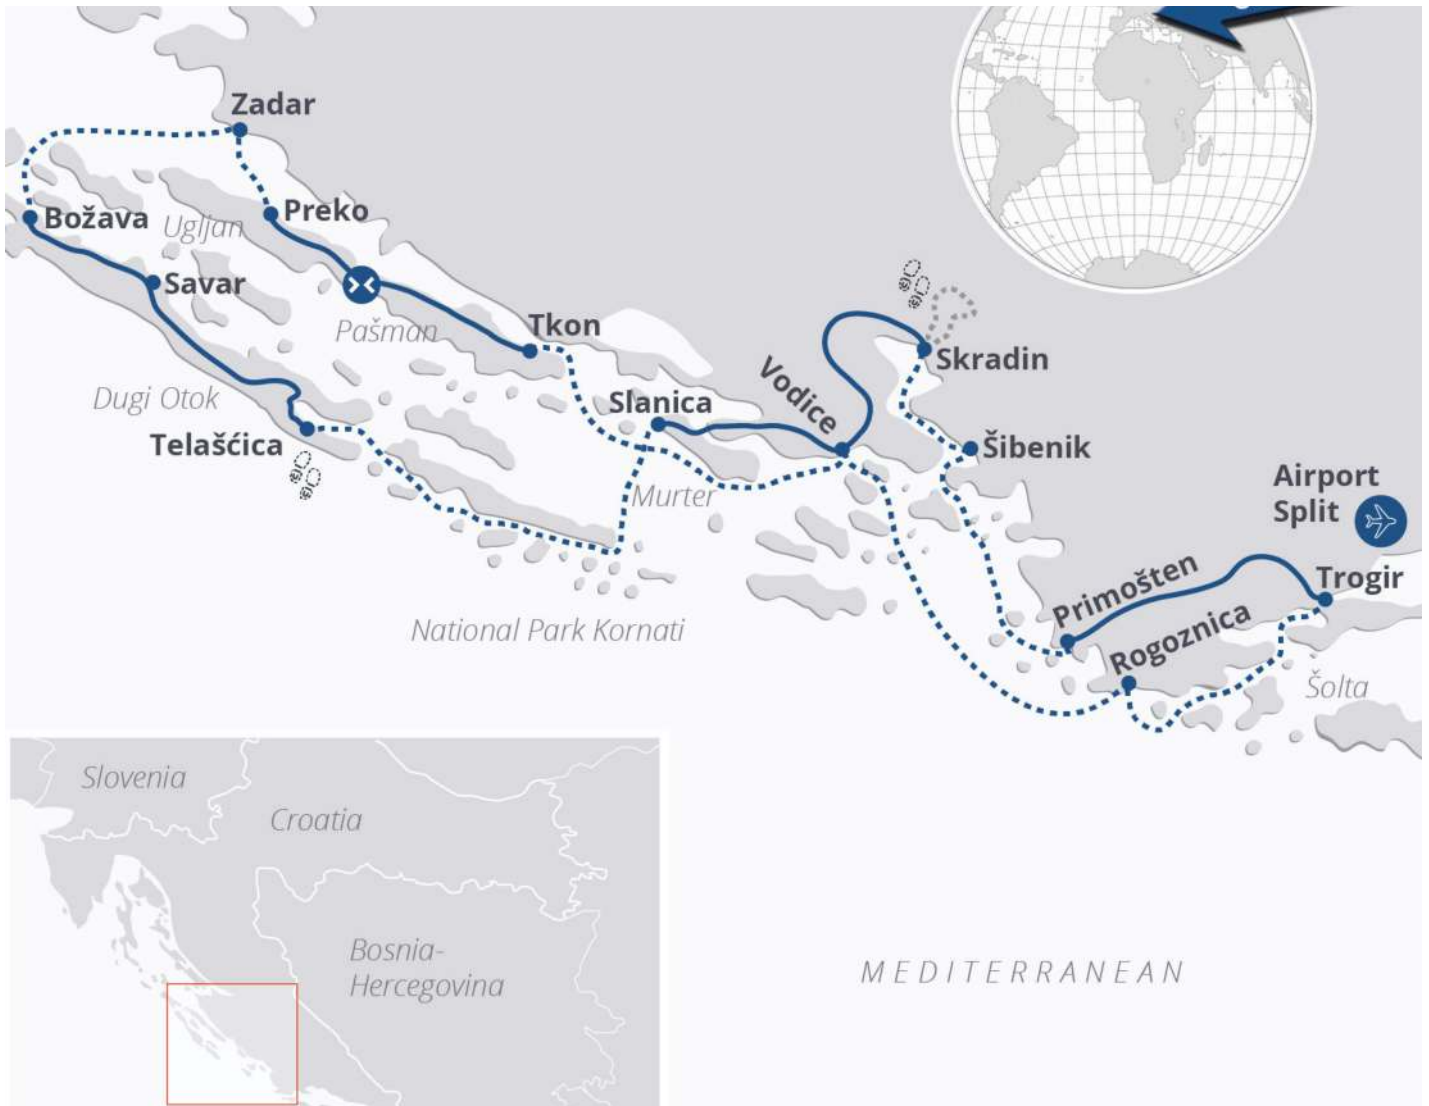 Zadar
Božava
Ugljan
Preko
Savar
Pašman
Tkon
Dugi Otok
Telašćica
Slanica
Vodice
Skradin
Murter
Šibenik
Airport
Split
National Park Kornati
Primošten
Rogoznica
Trogir
Šolta
Slovenia
Croatia
Bosnia-
Hercegovina
MEDITERRANEAN